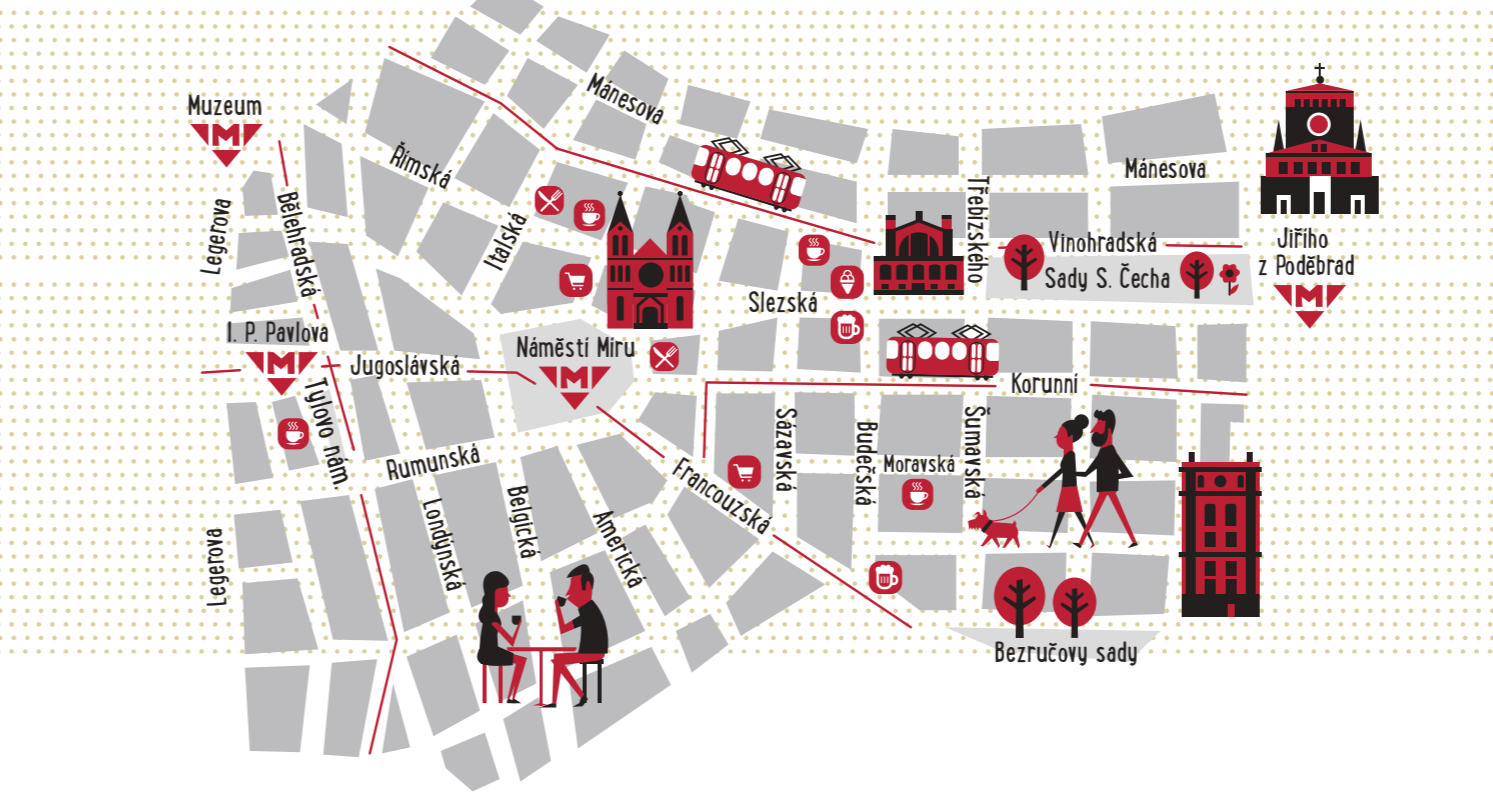 Mánesova
Muzeum
M
Římská
Mánesova
Třebízského
Legerova
Bělehradská
Italská
Vinohradská
Jiřího
z Poděbrad
M
Sady S. Čecha
Slezská
I. P. Pavlova
M
Jugoslávská
Náměstí Míru
M
Korunní
Tylovo nám.
Rumunská
Sázavská
Budečská
Šumavská
Moravská
Francouzská
Londýnská
Belgická
Americká
Legerova
Bezručovy sady